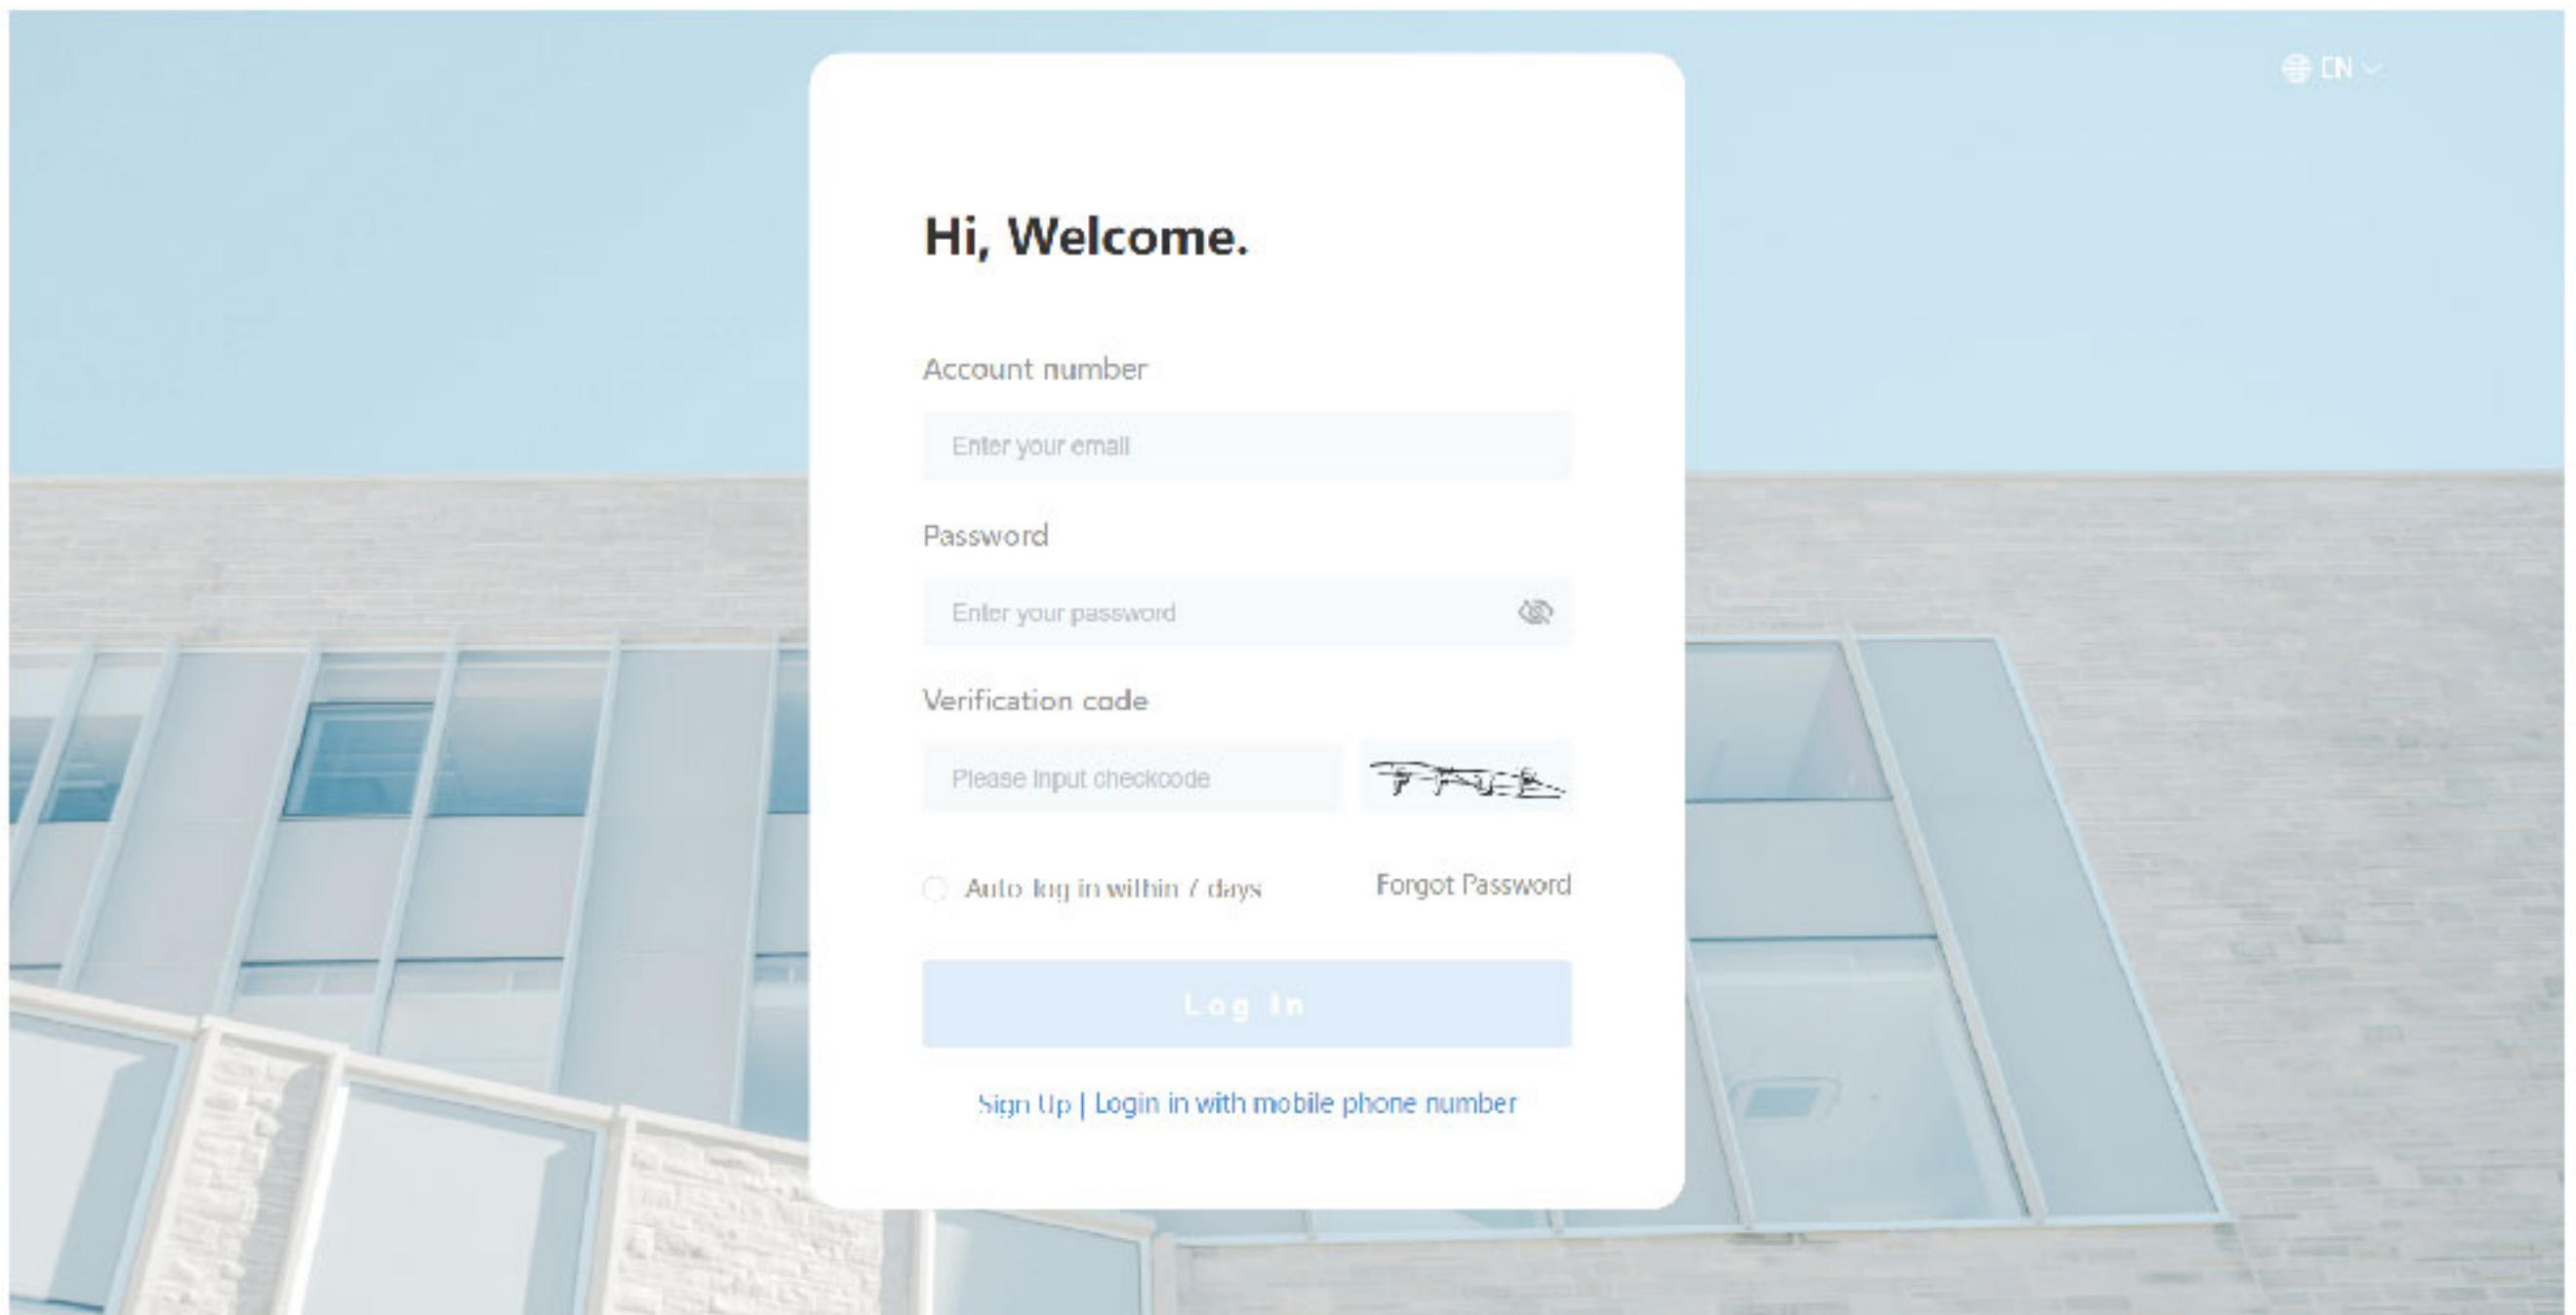 EN
Hi, Welcome.
Account number
Enter your email
Password
Enter your password
Verification code
Please input checkcode
Auto log in within 7 days
Forgot Password
Log In
Sign Up | Login in with mobile phone number